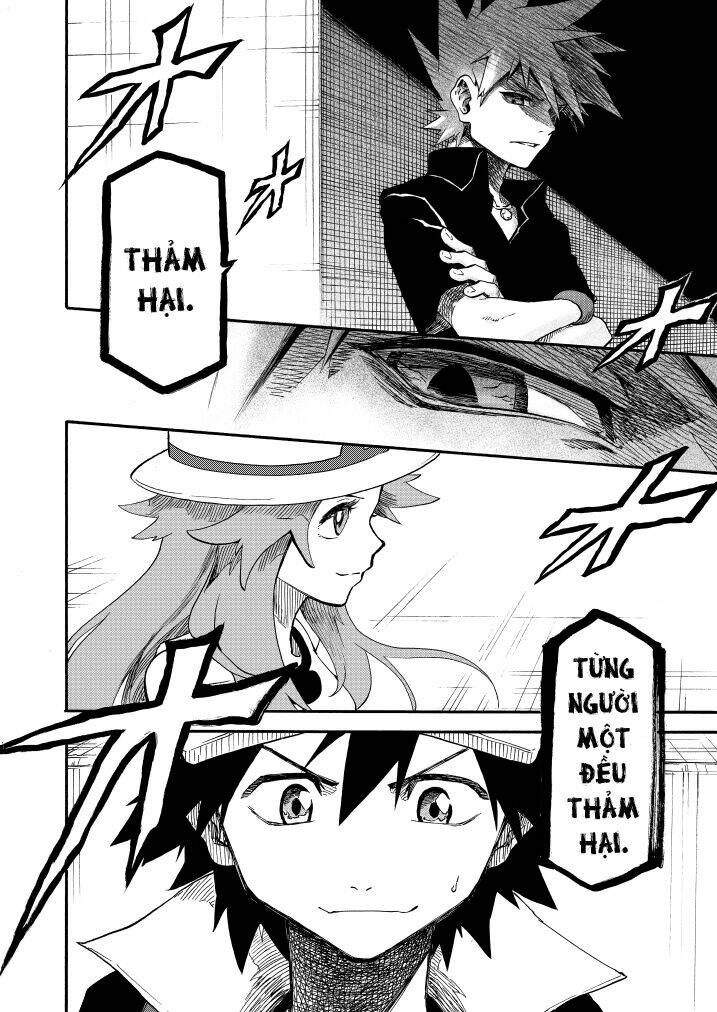 THẢM
HẠI.
TỪNG
NGƯỜI
MỘT
ĐỀU
THẢM
HẠI.